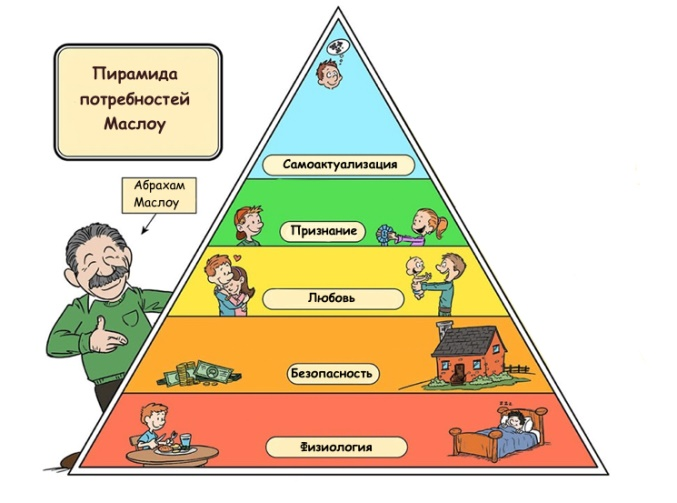 Пирамида
потребностей
Маслоу
Абрахам
Маслоу
Самоактуализация
Признание
Любовь
Безопасность
Физиология